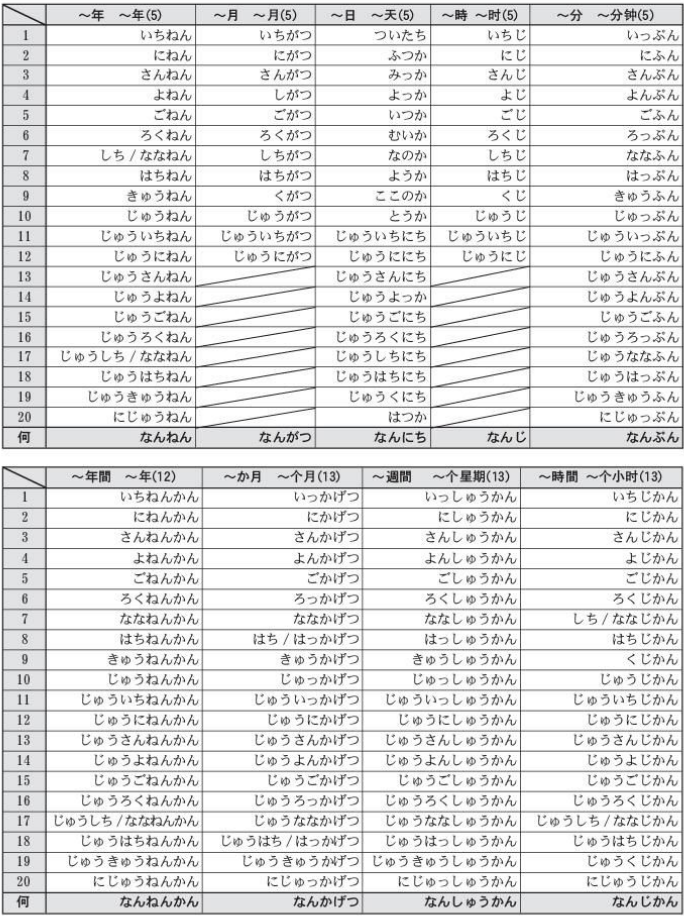 ～年 ～年(5) ～月 ～月(5) ～日 ～天(5) ～時 ～时(5) ～分 ～分钟(5)
1 いちねん いちがつ ついたち いちじ いっぷん
2 にねん にがつ ふつか にじ にふん
3 さんねん さんがつ みっか さんじ さんぷん
4 よねん しがつ よっか よじ よんぷん
5 ごねん ごがつ いつか ごじ ごふん
6 ろくねん ろくがつ むいか ろくじ ろっぷん
7 しち / ななねん しちがつ なのか しちじ ななふん
8 はちねん はちがつ ようか はちじ はっぷん
9 きゅうねん くがつ ここのか くじ きゅうふん
10 じゅうねん じゅうがつ とうか じゅうじ じゅっぷん
11 じゅういちねん じゅういちがつ じゅういちにち じゅういちじ じゅういっぷん
12 じゅうにねん じゅうにがつ じゅうににち じゅうにじ じゅうにふん
13 じゅうさんねん じゅうさんにち じゅうさんぷん
14 じゅうよねん じゅうよっか じゅうよんぷん
15 じゅうごねん じゅうごにち じゅうごふん
16 じゅうろくねん じゅうろくにち じゅうろっぷん
17 じゅうしち / ななねん じゅうしちにち じゅうななふん
18 じゅうはちねん じゅうはちにち じゅうはっぷん
19 じゅうきゅうねん じゅうくにち じゅうきゅうふん
20 にじゅうねん はつか にじゅっぷん
何 なんねん なんがつ なんにち なんじ なんぷん
～年間 ～年(12) ～か月 ～个月(13) ～週間 ～个星期(13) ～時間 ～个小时(13)
1 いちねんかん いっかげつ いっしゅうかん いちじかん
2 にねんかん にかげつ にしゅうかん にじかん
3 さんねんかん さんかげつ さんしゅうかん さんじかん
4 よねんかん よんかげつ よんしゅうかん よじかん
5 ごねんかん ごかげつ ごしゅうかん ごじかん
6 ろくねんかん ろっかげつ ろくしゅうかん ろくじかん
7 ななねんかん ななかげつ ななしゅうかん しち / ななじかん
8 はちねんかん はち / はっかげつ はっしゅうかん はちじかん
9 きゅうねんかん きゅうかげつ きゅうしゅうかん くじかん
10 じゅうねんかん じゅっかげつ じゅっしゅうかん じゅうじかん
11 じゅういちねんかん じゅういっかげつ じゅういっしゅうかん じゅういちじかん
12 じゅうにねんかん じゅうにかげつ じゅうにしゅうかん じゅうにじかん
13 じゅうさんねんかん じゅうさんかげつ じゅうさんしゅうかん じゅうさんじかん
14 じゅうよねんかん じゅうよんかげつ じゅうよんしゅうかん じゅうよじかん
15 じゅうごねんかん じゅうごかげつ じゅうごしゅうかん じゅうごじかん
16 じゅうろくねんかん じゅうろっかげつ じゅうろくしゅうかん じゅうろくじかん
17 じゅうしち / ななねんかん じゅうななかげつ じゅうななしゅうかん じゅうしち / ななじかん
18 じゅうはちねんかん じゅうはち / はっかげつ じゅうはっしゅうかん じゅうはちじかん
19 じゅうきゅうねんかん じゅうきゅうかげつ じゅうきゅうしゅうかん じゅうくじかん
20 にじゅうねんかん にじゅっかげつ にじゅっしゅうかん にじゅうじかん
何 なんねんかん なんかげつ なんしゅうかん なんじかん